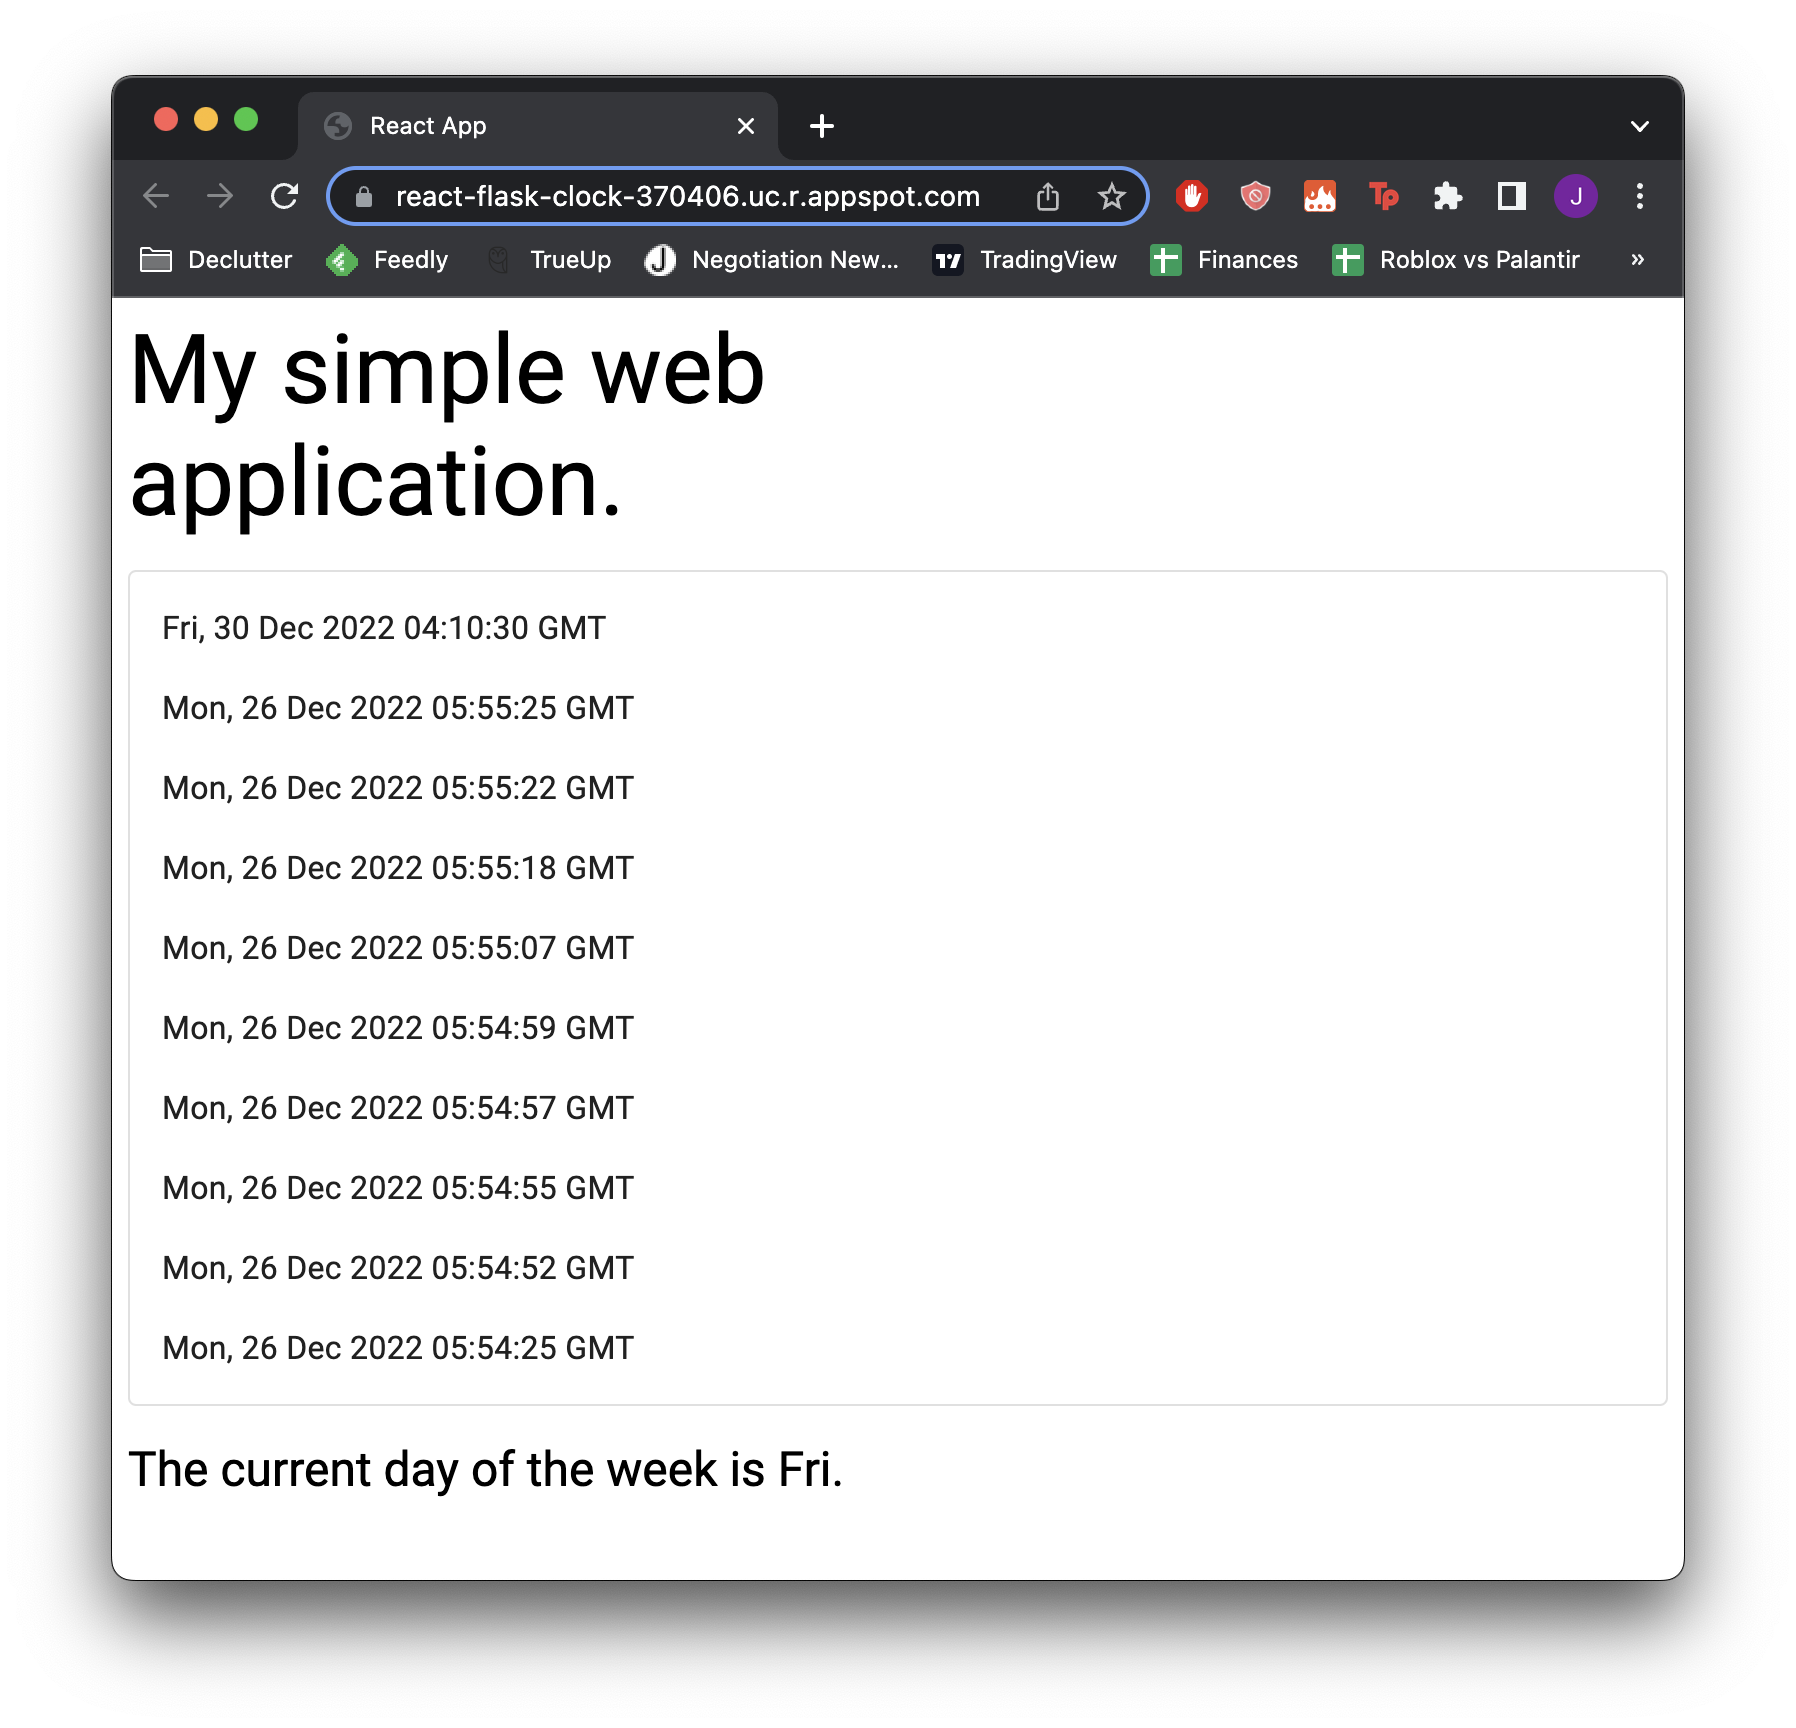 React App
react-flask-clock-370406.uc.r.appspot.com
Tp
J
Declutter
Feedly
TrueUp
J
Negotiation New...
TradingView
Finances
Roblox vs Palantir
»
My simple web
application.
Fri, 30 Dec 2022 04:10:30 GMT
Mon, 26 Dec 2022 05:55:25 GMT
Mon, 26 Dec 2022 05:55:22 GMT
Mon, 26 Dec 2022 05:55:18 GMT
Mon, 26 Dec 2022 05:55:07 GMT
Mon, 26 Dec 2022 05:54:59 GMT
Mon, 26 Dec 2022 05:54:57 GMT
Mon, 26 Dec 2022 05:54:55 GMT
Mon, 26 Dec 2022 05:54:52 GMT
Mon, 26 Dec 2022 05:54:25 GMT
The current day of the week is Fri.